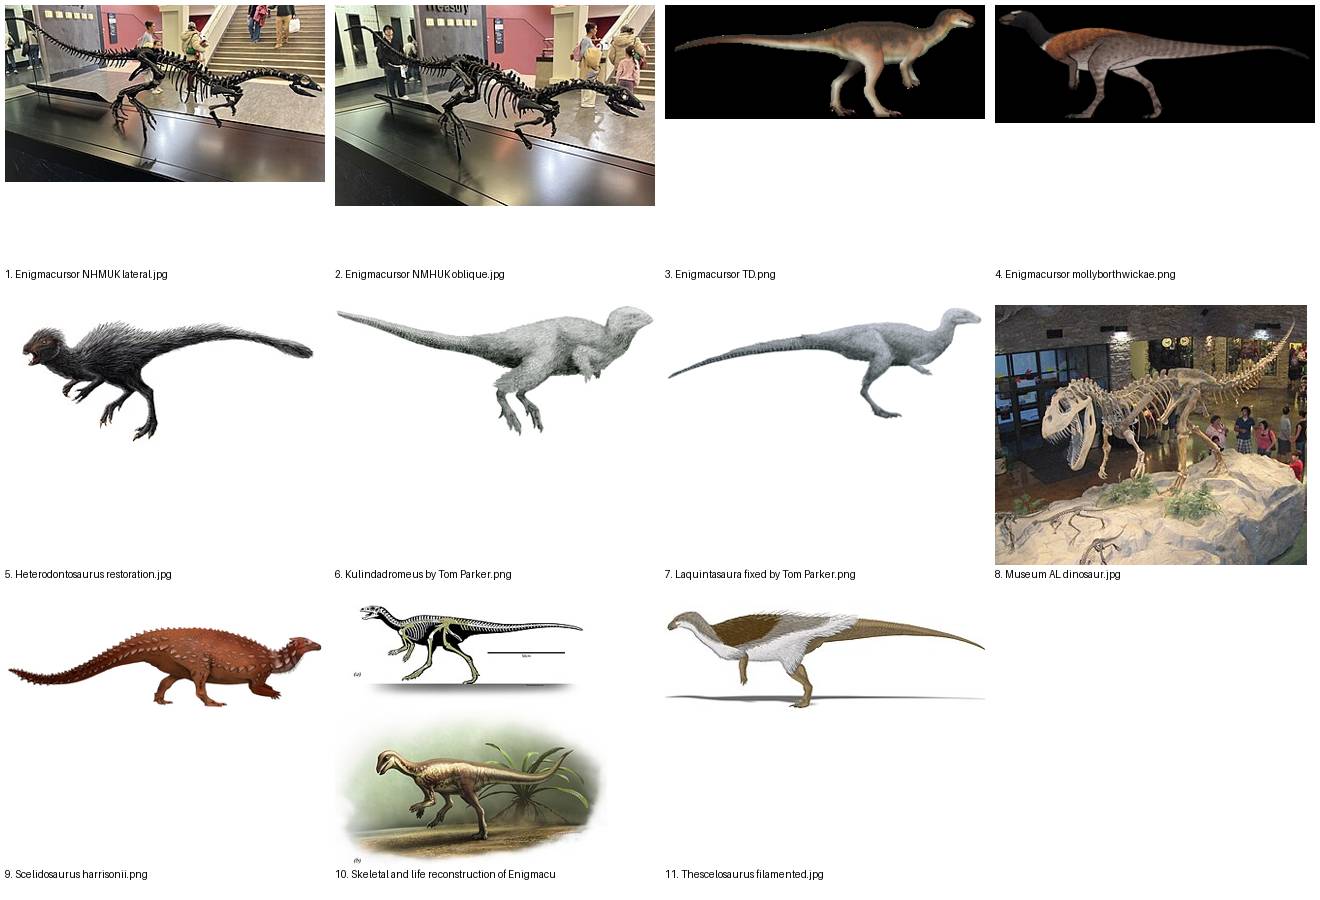 Treasury
1. Enigmacursor NHMUK lateral.jpg
2. Enigmacursor NMHUK oblique.jpg
3. Enigmacursor TD.png
4. Enigmacursor mollyborthwickae.png
5. Heterodontosaurus restoration.jpg
6. Kulindadromeus by Tom Parker.png
7. Laquintasaura fixed by Tom Parker.png
8. Museum AL dinosaur.jpg
(a)
(b)
9. Scelidosaurus harrisonii.png
10. Skeletal and life reconstruction of Enigmacu
11. Thescelosaurus filamented.jpg